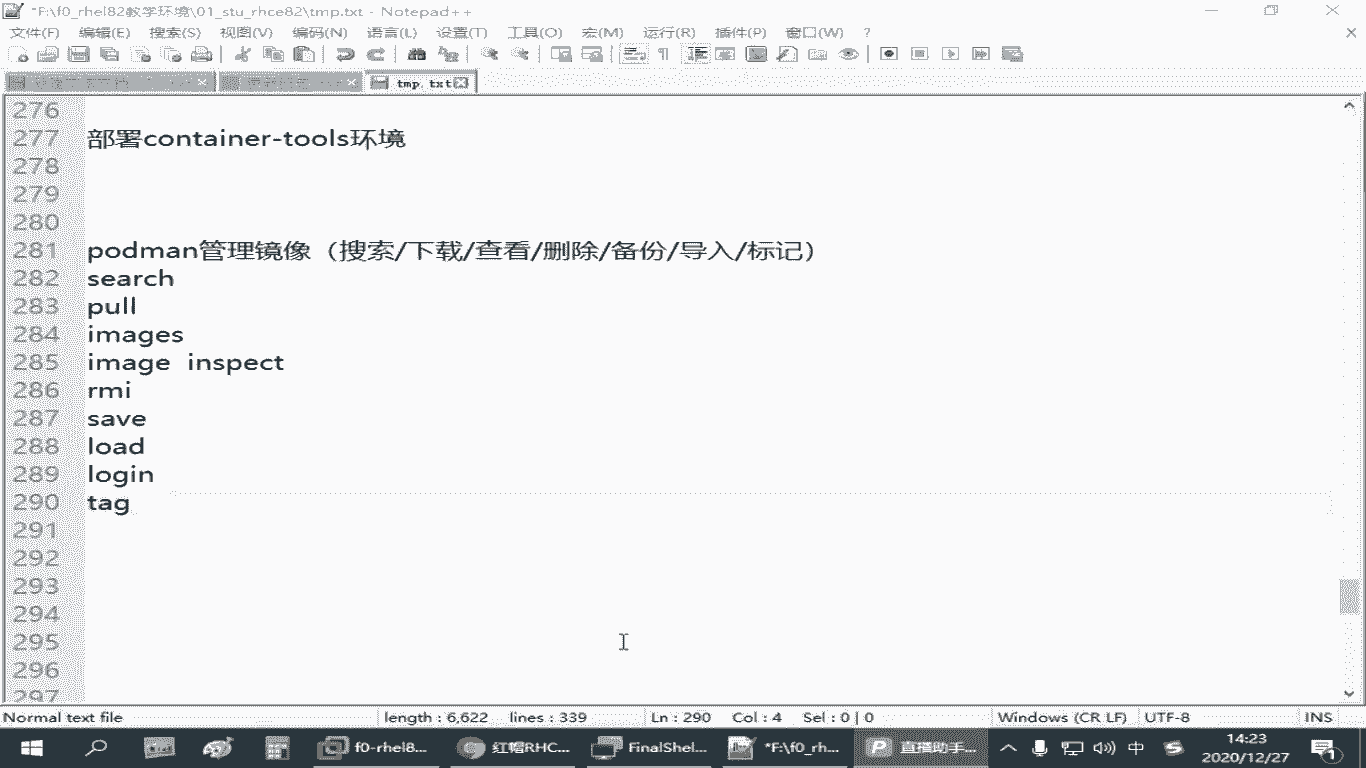 *F:\f0_rhel82教学环境\01_stu_rhce82\tmp.txt - Notepad++
文件(F) 编辑(E) 搜索(S) 视图(V) 编码(N) 语言(L) 设置(T) 工具(O) 宏(M) 运行(R) 插件(P) 窗口(W) ?
tmp.txt
276
277 部署container-tools环境
278
279
280
281 podman管理镜像（搜索/下载/查看/删除/备份/导入/标记）
282 search
283 pull
284 images
285 image inspect
286 rmi
287 save
288 load
289 login
290 tag
291
292
293
294
295
296
297
Normal text file length : 6,622 lines : 339 Ln : 290 Col : 4 Sel : 0 | 0 Windows (CR LF) UTF-8 INS
f0-rhel8... 红帽RHC... FinalShel... *F:\f0_rh... 直播助手... 中 14:23
2020/12/27